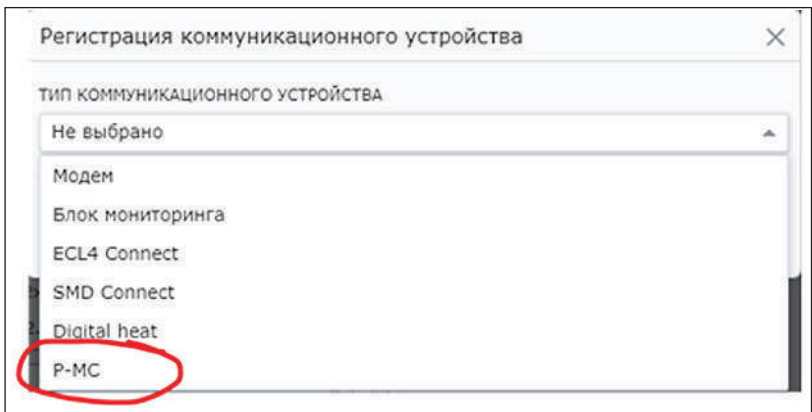 Регистрация коммуникационного устройства
ТИП КОММУНИКАЦИОННОГО УСТРОЙСТВА
Не выбрано
Модем
Блок мониторинга
ECL4 Connect
SMD Connect
Digital heat
P-MC